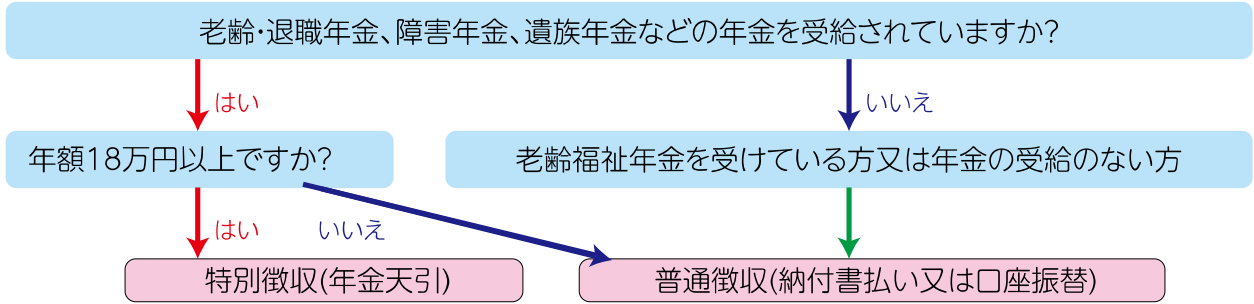 老齢・退職年金、障害年金、遺族年金などの年金を受給されていますか?
はい
いいえ
年額18万円以上ですか?
老齢福祉年金を受けている方又は年金の受給のない方
はい
いいえ
特別徴収(年金天引)
普通徴収(納付書払い又は口座振替)